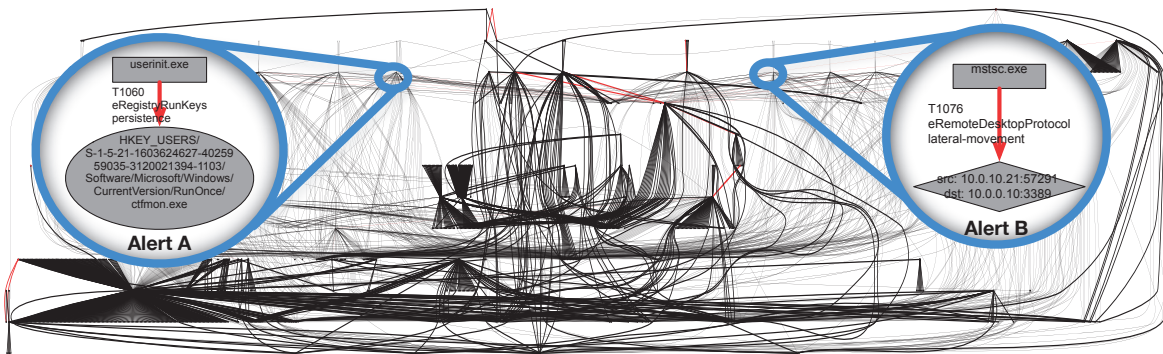 userinit.exe
T1060
eRegistryRunKeys
persistence
HKEY_USERS/
S-1-5-21-1603624627-40259
59035-3120021394-1103/
Software/Microsoft/Windows/
CurrentVersion/RunOnce/
ctfmon.exe
Alert A
mstsc.exe
T1076
eRemoteDesktopProtocol
lateral-movement
src: 10.0.10.21:57291
dst: 10.0.0.10:3389
Alert B